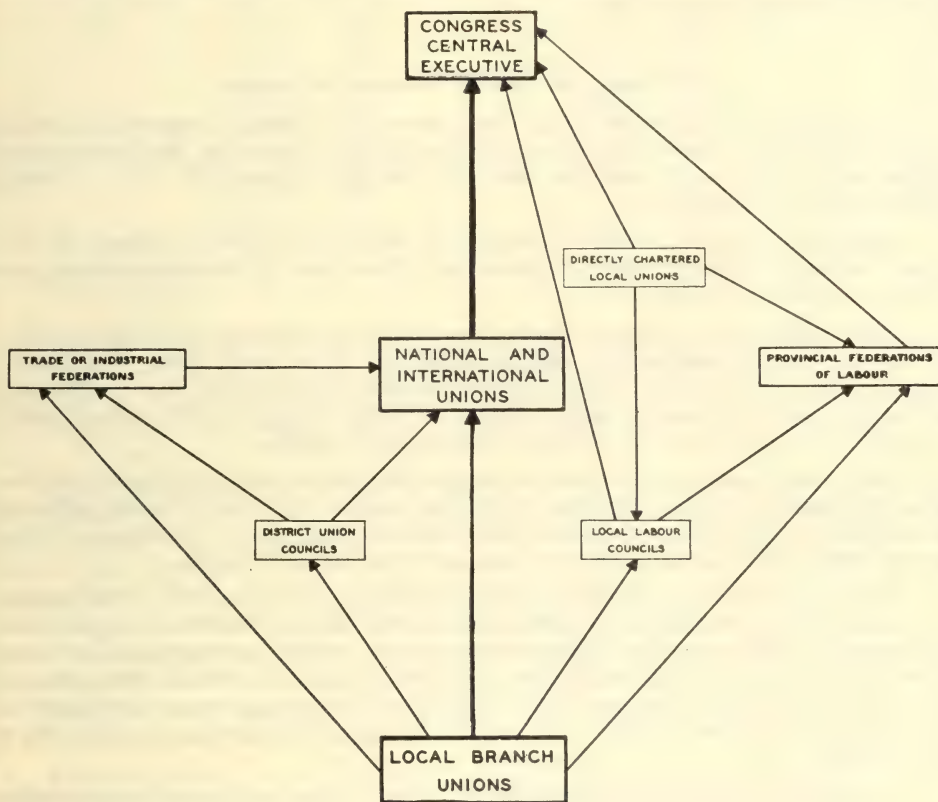 CONGRESS
CENTRAL
EXECUTIVE
DIRECTLY CHARTERED
LOCAL UNIONS
TRADE OR INDUSTRIAL
FEDERATIONS
NATIONAL AND
INTERNATIONAL
UNIONS
PROVINCIAL FEDERATIONS
OF LABOUR
DISTRICT UNION
COUNCILS
LOCAL LABOUR
COUNCILS
LOCAL BRANCH
UNIONS